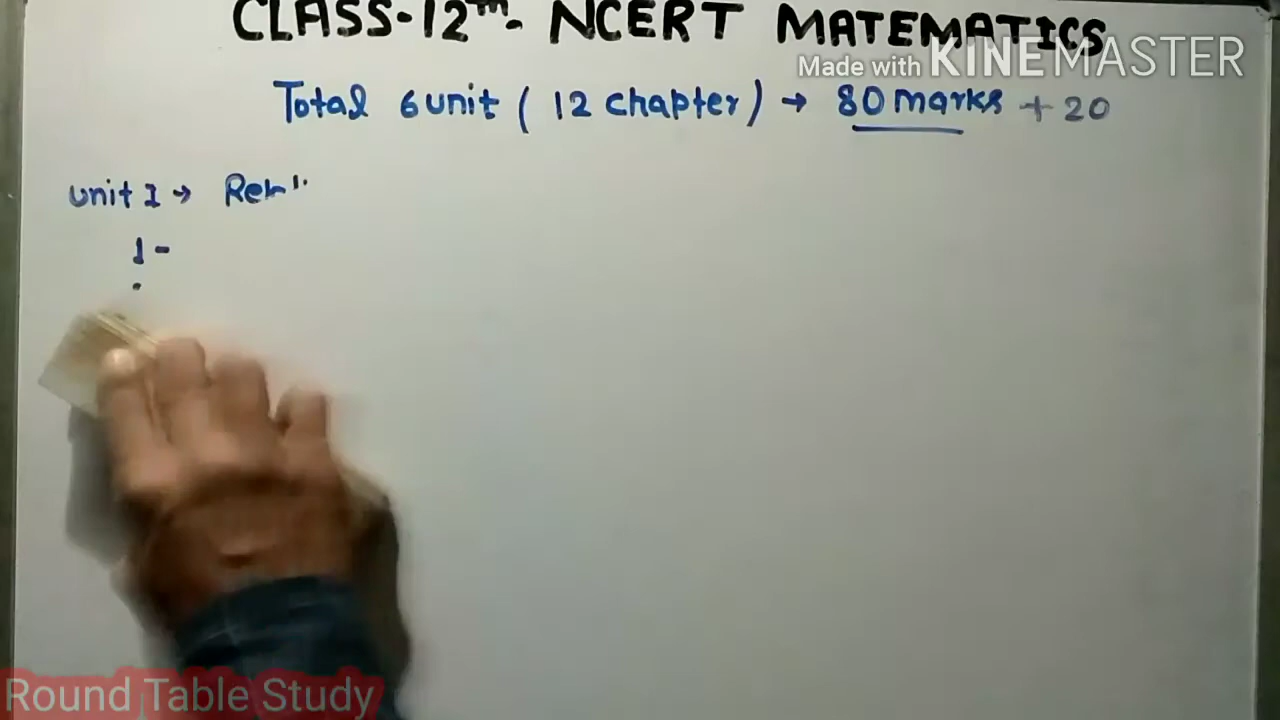 CLASS-12th- NCERT MATEMATICS
Made with KINEMASTER
Total 6 unit ( 12 chapter) → 80 marks + 20
unit 1 →
1 -
Round Table Study